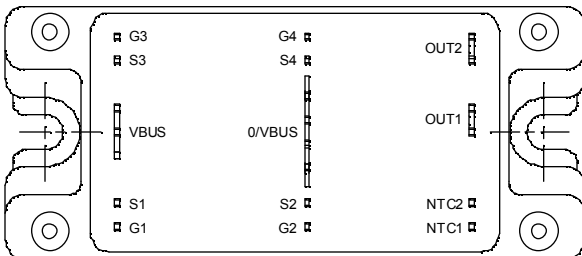 G3 G4
OUT2
S3 S4
OUT1
VBUS 0/VBUS
S1 S2 NTC2
G1 G2 NTC1